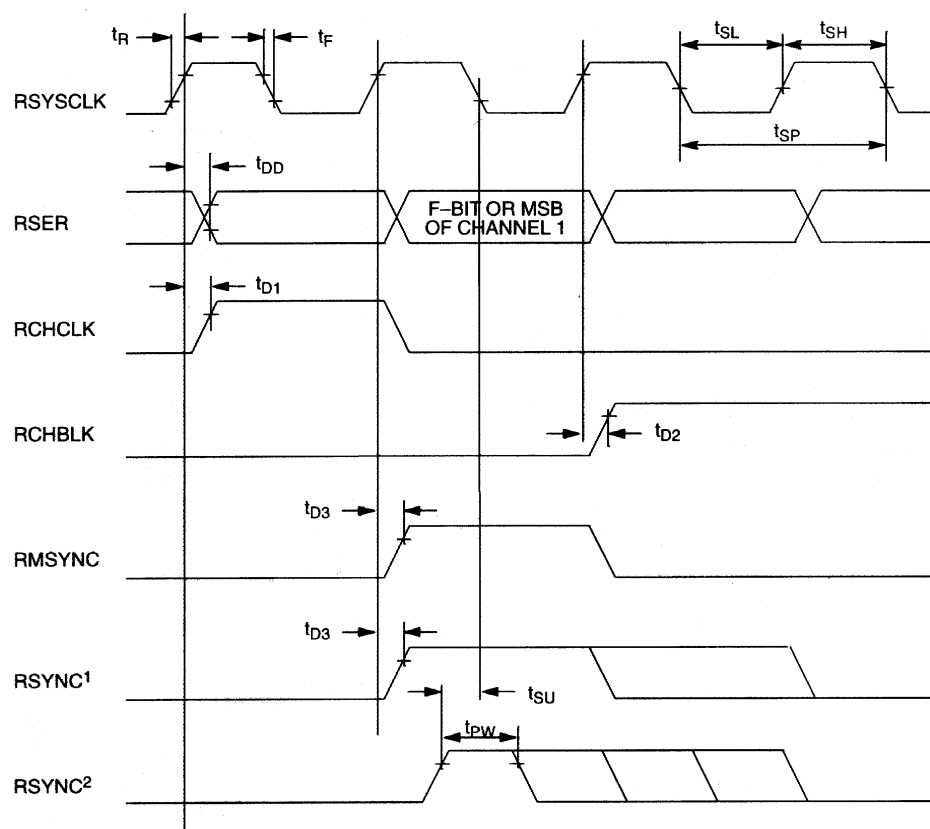 tR tF tSL tSH
RSYSCLK
tSP
tDD
RSER F–BIT OR MSB
OF CHANNEL 1
tD1
RCHCLK
RCHBLK tD2
tD3
RMSYNC
tD3
RSYNC1
tSU
tPW
RSYNC2